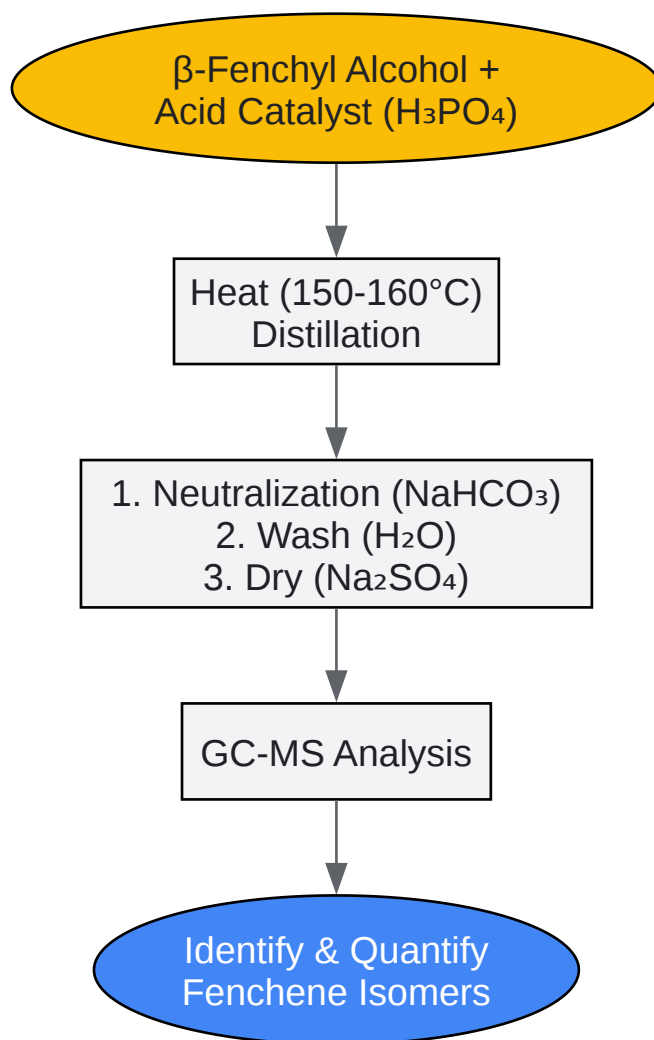 β-Fenchyl Alcohol +
Acid Catalyst (H₃PO₄)
Heat (150-160°C)
Distillation
1. Neutralization (NaHCO₃)
2. Wash (H₂O)
3. Dry (Na₂SO₄)
GC-MS Analysis
Identify & Quantify
Fenchene Isomers